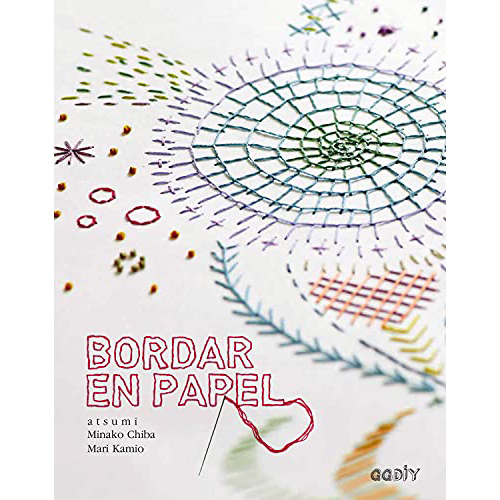 BORDAR
EN PAPEL
atsumi
Minako Chiba
Mari Kamio
GGDIY